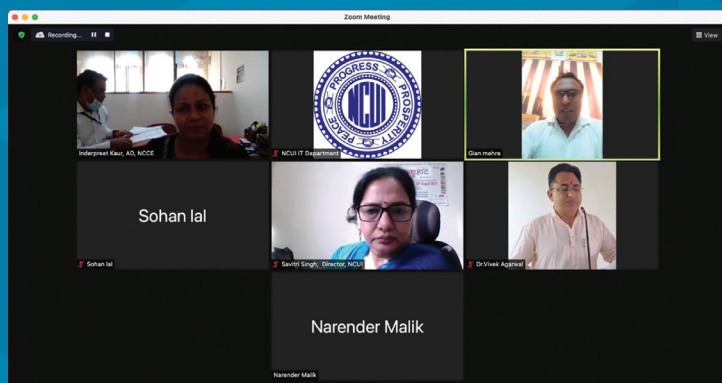 Zoom Meeting
Recording...
View
Inderpreet Kaur, AD, NCCE
PEACE PROGRESS PROSPERITY
NCUI
NCUI IT Department
Gian mehra
Sohan lal
Sohan lal
हाट
Savitri Singh, Director, NCUI
Dr.Vivek Agarwal
Narender Malik
Narender Malik